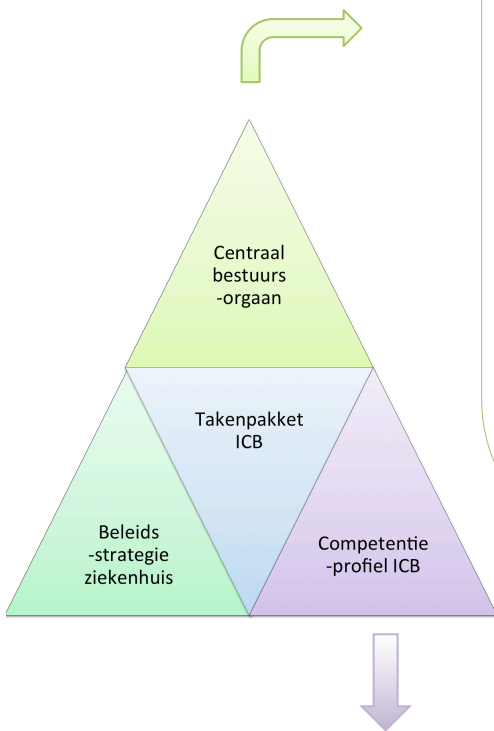 Centraal
bestuurs
-orgaan
Takenpakket
ICB
Beleids
-strategie
ziekenhuis
Competentie
-profiel ICB